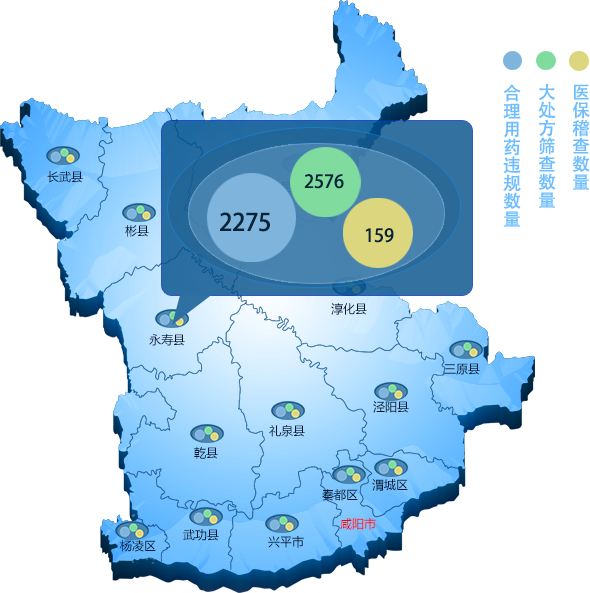 合理用药违规数量
大处方筛查数量
医保稽查数量
长武县
彬县
2275
2576
159
淳化县
永寿县
三原县
泾阳县
礼泉县
乾县
渭城区
秦都区
咸阳市
武功县
兴平市
杨凌区